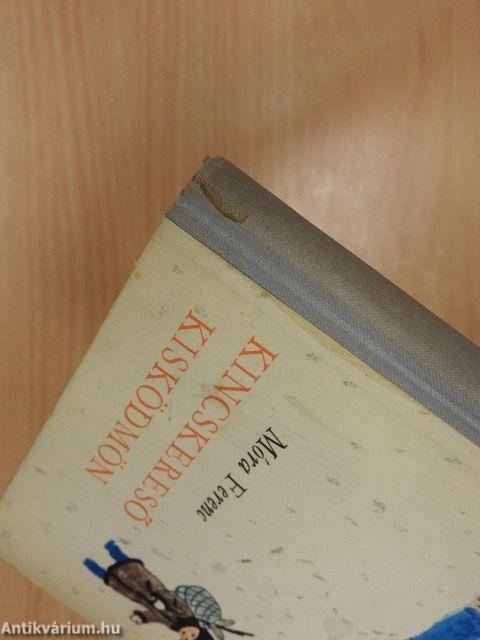 Móra Ferenc
KINCSKERESŐ
KISKÖDMÖN
Antikvárium.hu